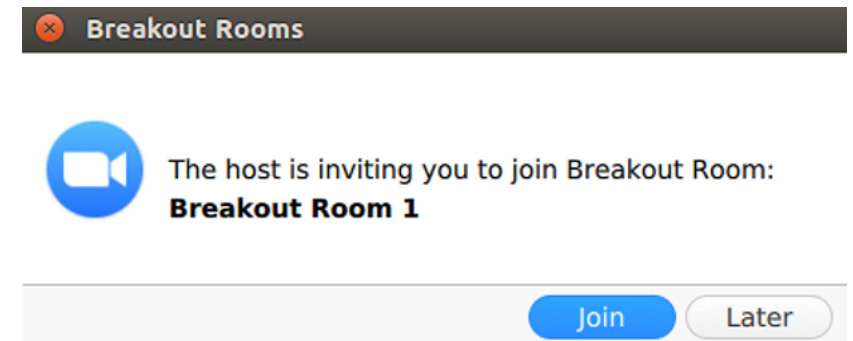 Breakout Rooms
The host is inviting you to join Breakout Room:
Breakout Room 1
Join Later